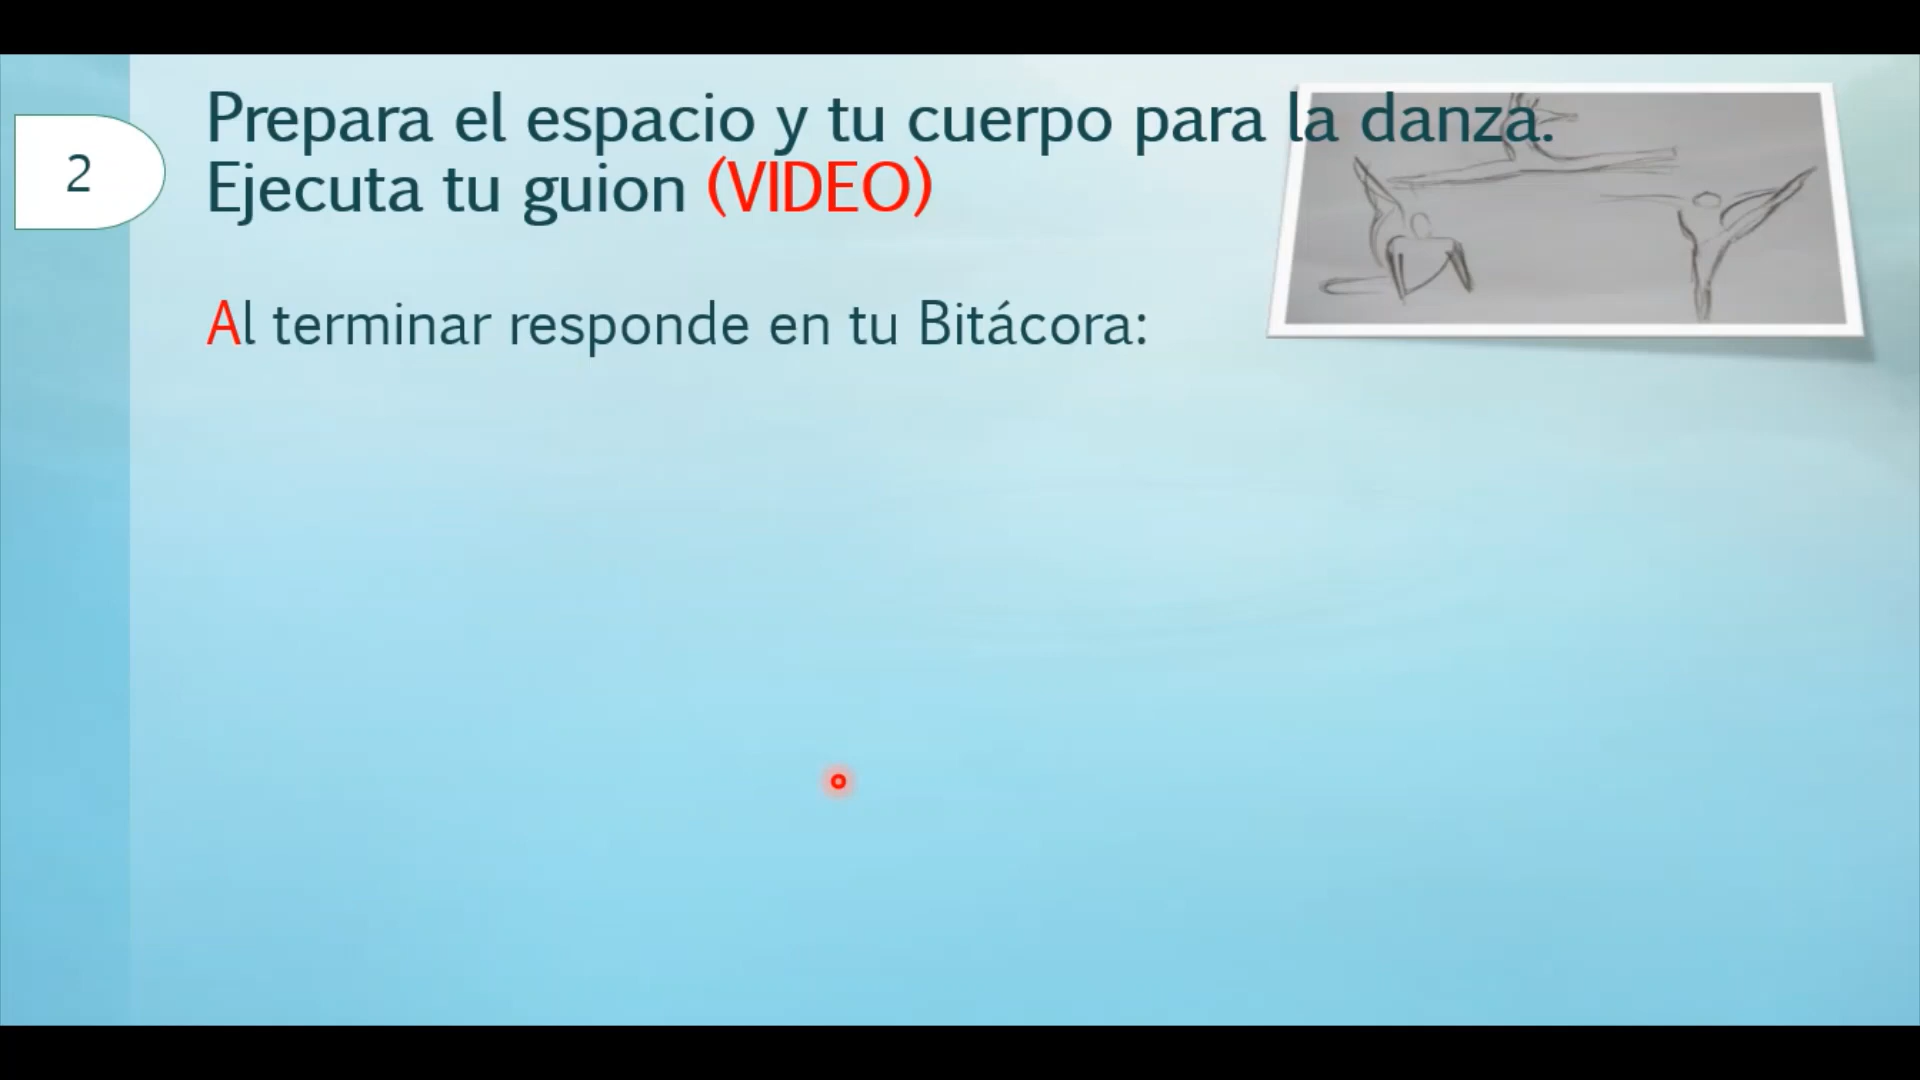 2
Prepara el espacio y tu cuerpo para la danza.
Ejecuta tu guion (VIDEO)
Al terminar responde en tu Bitácora: